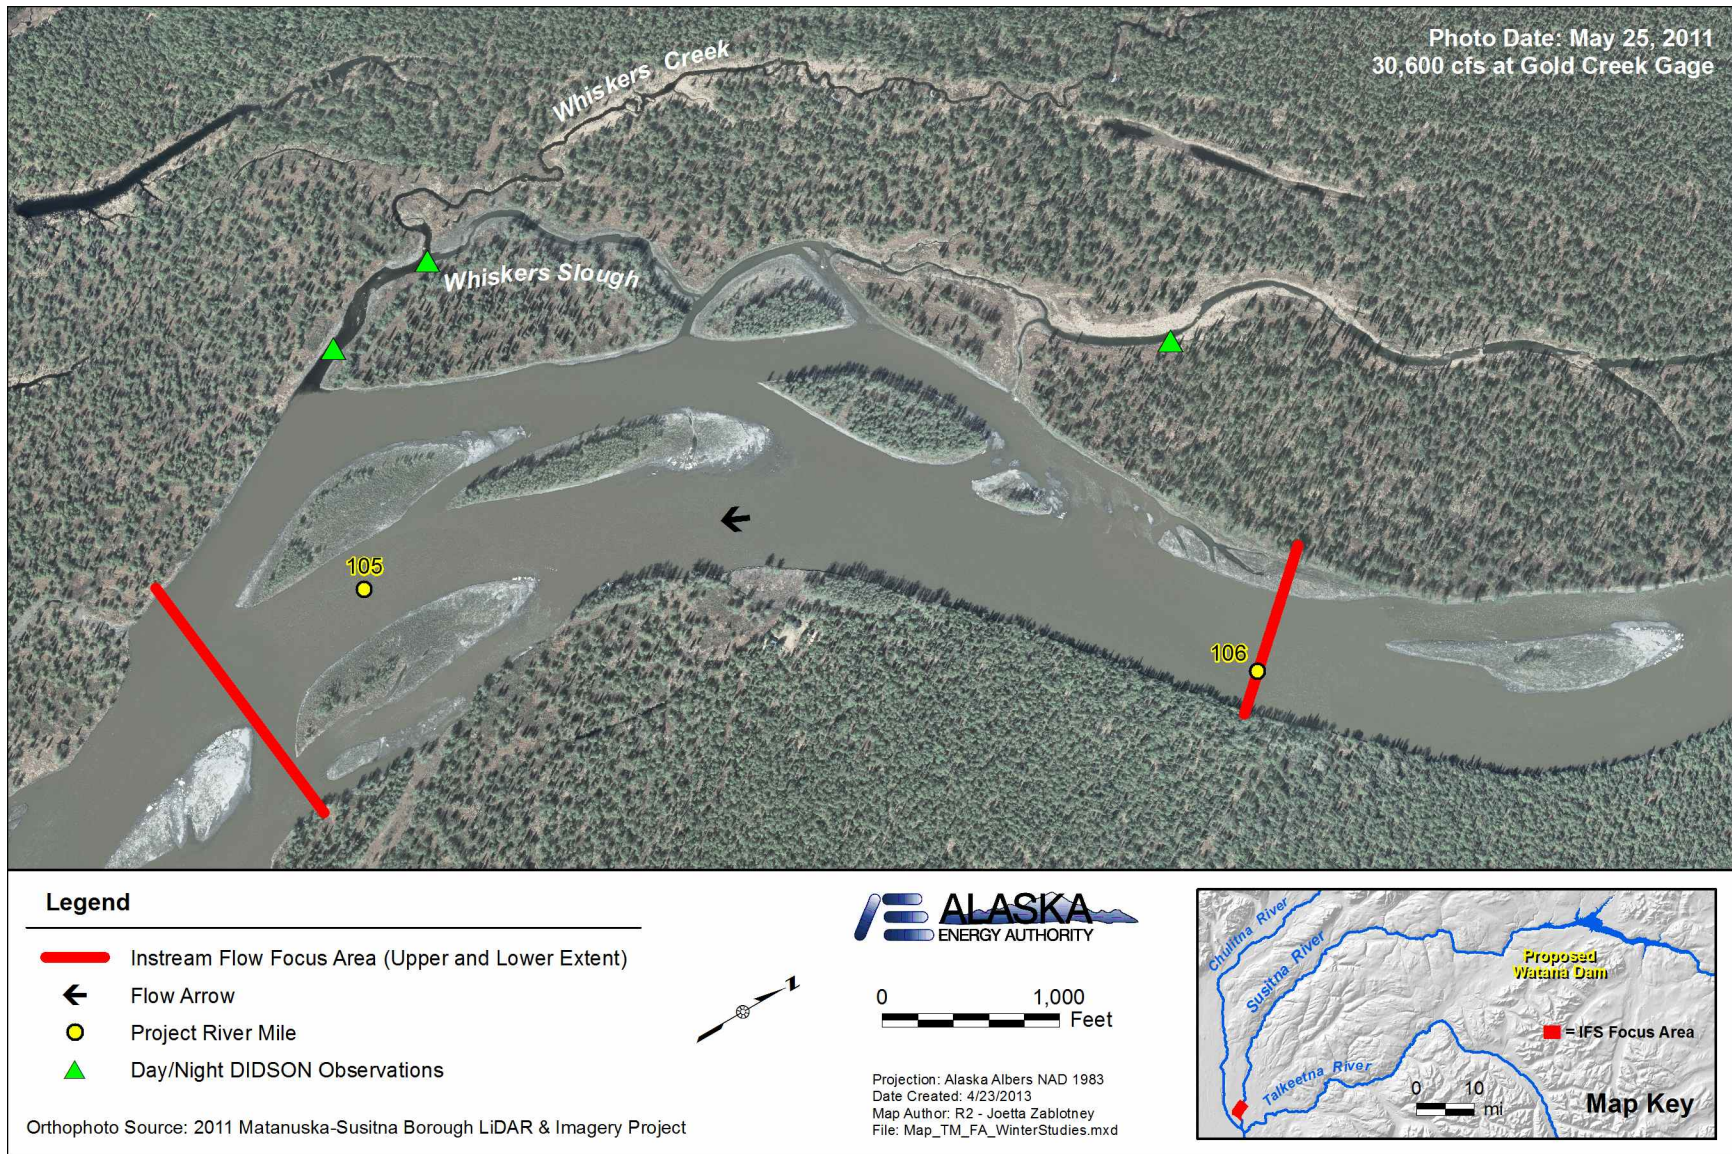 Photo Date: May 25, 2011
30,600 cfs at Gold Creek Gage
Whiskers Creek
Whiskers Slough
105
106
Legend
Instream Flow Focus Area (Upper and Lower Extent)
Flow Arrow
Project River Mile
Day/Night DIDSON Observations
Orthophoto Source: 2011 Matanuska-Susitna Borough LiDAR & Imagery Project
AE ALASKA
ENERGY AUTHORITY
N
0 1,000
Feet
Projection: Alaska Albers NAD 1983
Date Created: 4/23/2013
Map Author: R2 - Joetta Zablotney
File: Map_TM_FA_WinterStudies.mxd
Chulitna River
Susitna River
Proposed
Watana Dam
= IFS Focus Area
Talkeetna River
0 10
mi
Map Key